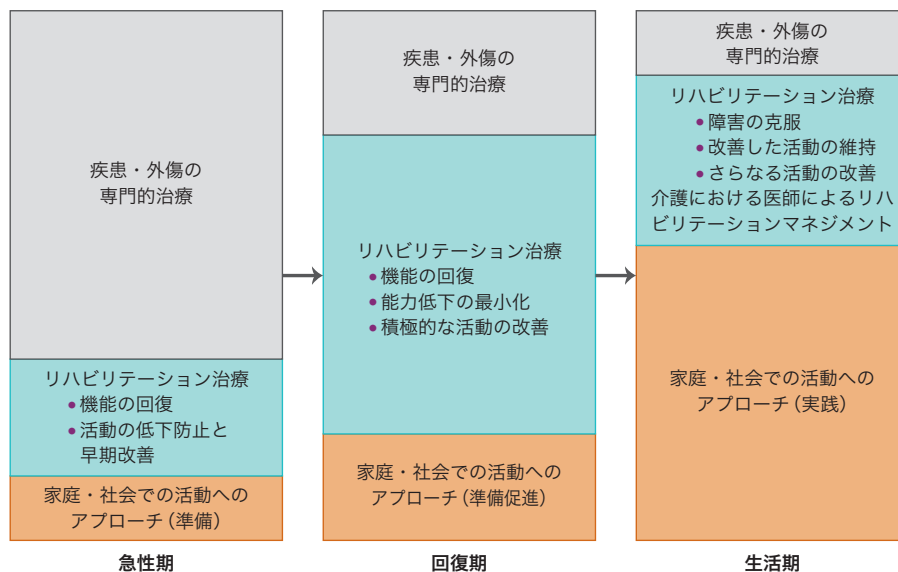 疾患・外傷の
専門的治療
リハビリテーション治療
•機能の回復
•活動の低下防止と
早期改善
家庭・社会での活動への
アプローチ(準備)
急性期
疾患・外傷の
専門的治療
リハビリテーション治療
•機能の回復
•能力低下の最小化
•積極的な活動の改善
家庭・社会での活動への
アプローチ(準備促進)
回復期
疾患・外傷の
専門的治療
リハビリテーション治療
•障害の克服
•改善した活動の維持
•さらなる活動の改善
介護における医師によるリハ
ビリテーションマネジメント
家庭・社会での活動への
アプローチ(実践)
生活期